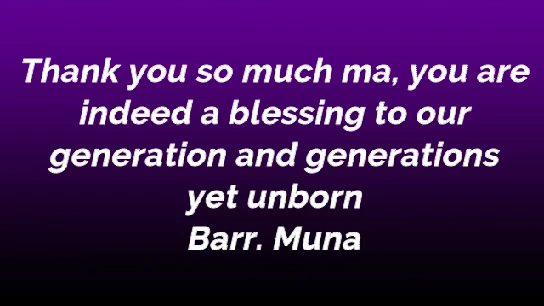 Thank you so much ma, you are
indeed a blessing to our
generation and generations
yet unborn
Barr. Muna